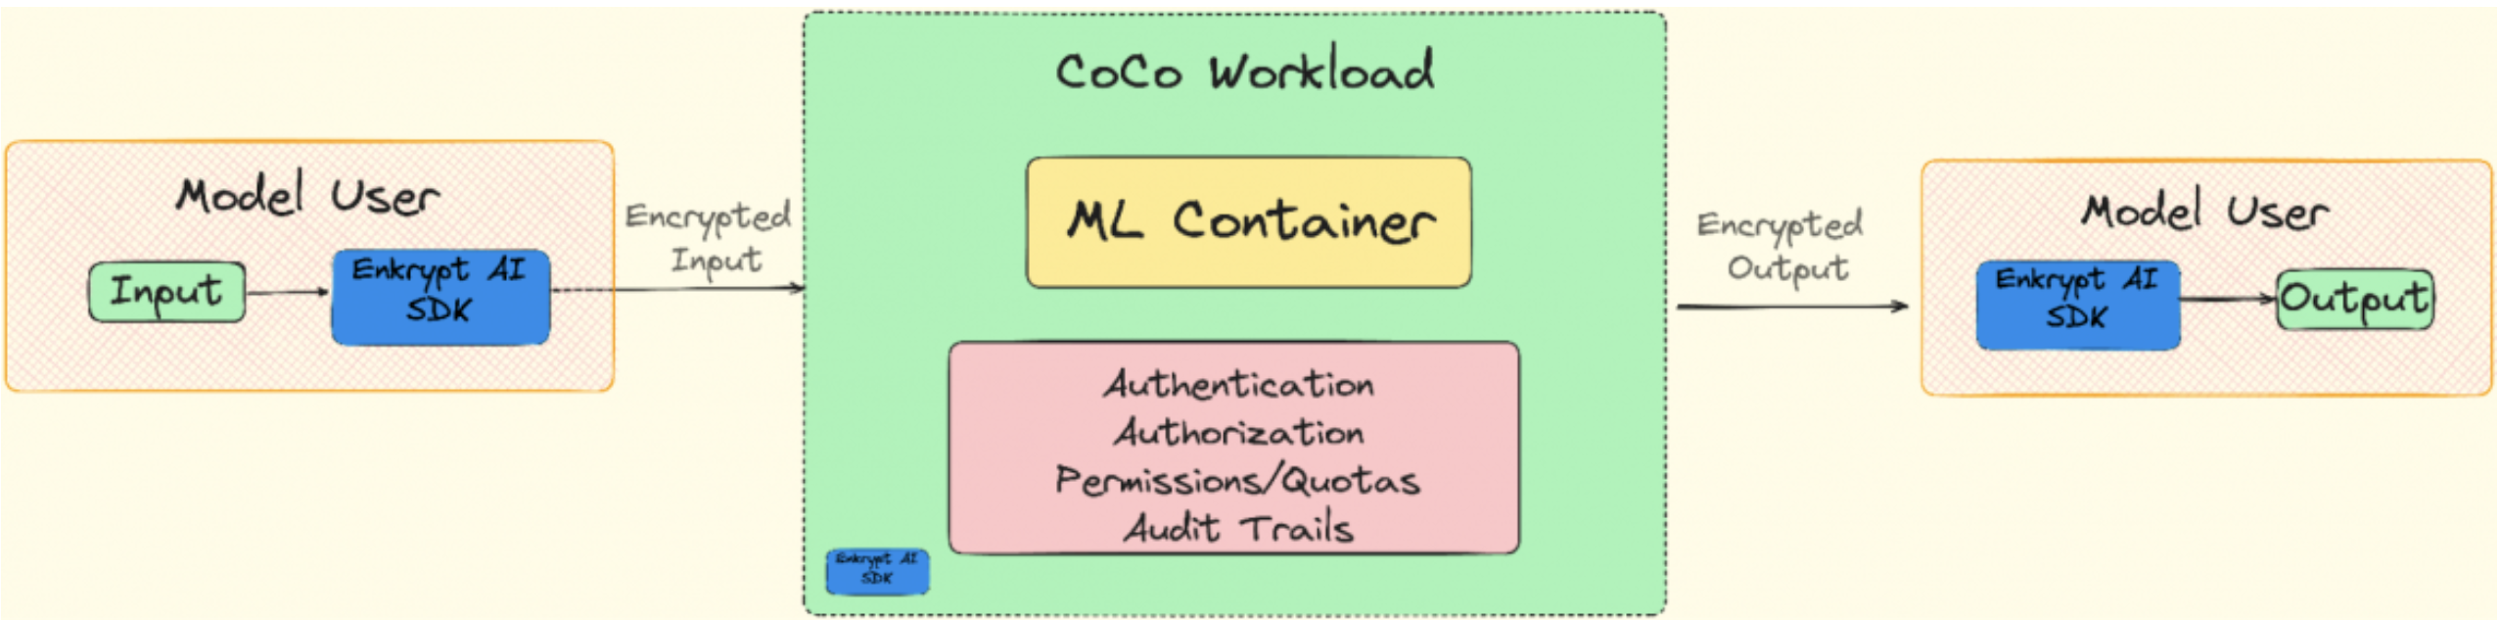 Model User
Input
Enkrypt AI
SDK
Encrypted
Input
CoCo Workload
ML Container
Authentication
Authorization
Permissions/Quotas
Audit Trails
Enkrypt AI
SDK
Encrypted
Output
Model User
Enkrypt AI
SDK
Output